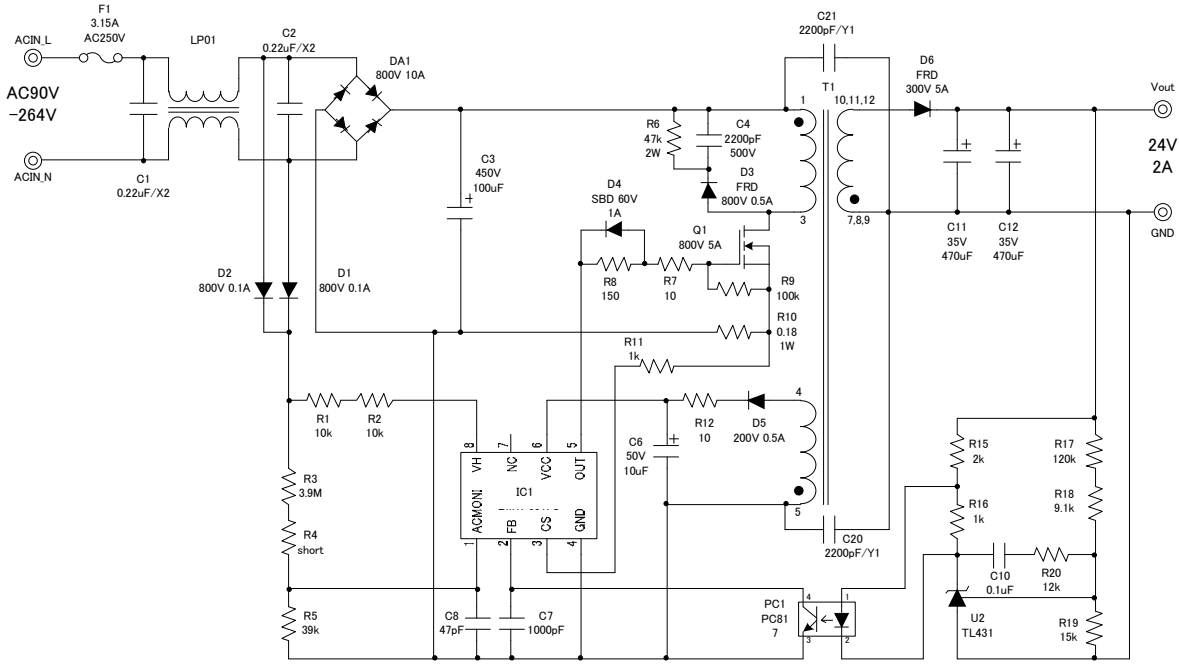 F1
3.15A
AC250V
ACIN_L
LP01
C2
0.22uF/X2
DA1
800V 10A
C21
2200pF/Y1
AC90V
-264V
ACIN_N
C1
0.22uF/X2
C3
450V
100uF
R6
47k
2W
C4
2200pF
500V
D3
FRD
800V 0.5A
T1
1
3
10,11,12
7,8,9
D6
FRD
300V 5A
Vout
24V
2A
GND
C11
35V
470uF
C12
35V
470uF
D4
SBD 60V
1A
Q1
800V 5A
R8
150
R7
10
R9
100k
R10
0.18
1W
R11
1k
D2
800V 0.1A
D1
800V 0.1A
R1
10k
R2
10k
R12
10
D5
200V 0.5A
4
5
C6
50V
10uF
8
7
6
5
VH
NC
VCC
OUT
IC1
ACMONI
FB
CS
GND
1
2
3
4
R3
3.9M
R4
short
R5
39k
C8
47pF
C7
1000pF
C20
2200pF/Y1
PC1
PC81
7
4
3
1
2
R15
2k
R16
1k
R17
120k
R18
9.1k
C10
0.1uF
R20
12k
U2
TL431
R19
15k